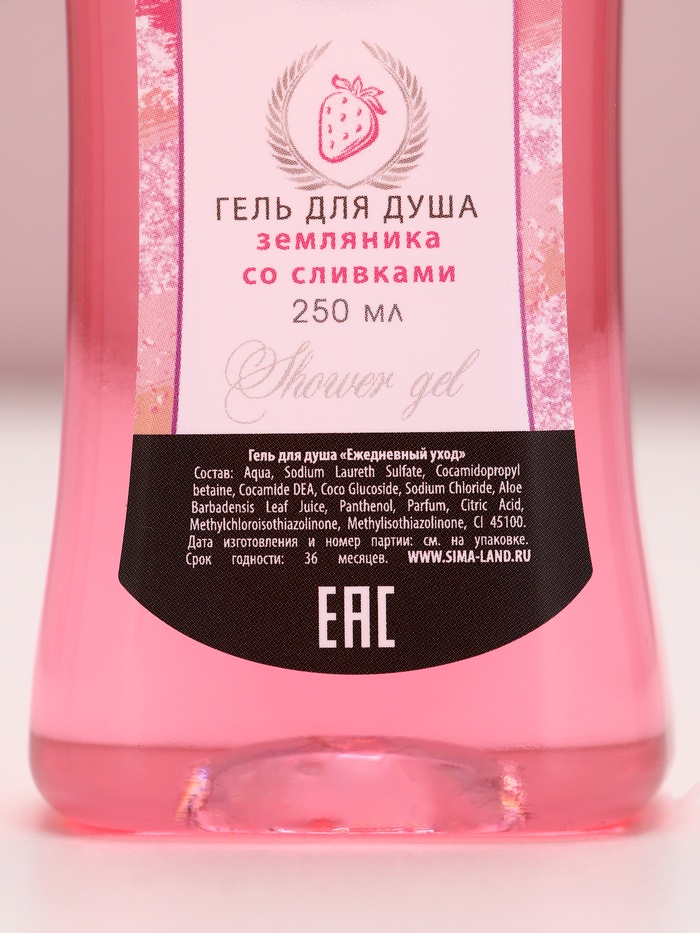 ГЕЛЬ ДЛЯ ДУША
земляника
со сливками
250 мл
Shower gel
Гель для душа «Ежедневный уход»
Состав: Aqua, Sodium Laureth Sulfate, Cocamidopropyl
betaine, Cocamide DEA, Coco Glucoside, Sodium Chloride, Aloe
Barbadensis Leaf Juice, Panthenol, Parfum, Citric Acid,
Methylchloroisothiazolinone, Methylisothiazolinone, CI 45100.
Дата изготовления и номер партии: см. на упаковке.
Срок годности: 36 месяцев. WWW.SIMA-LAND.RU
EAC